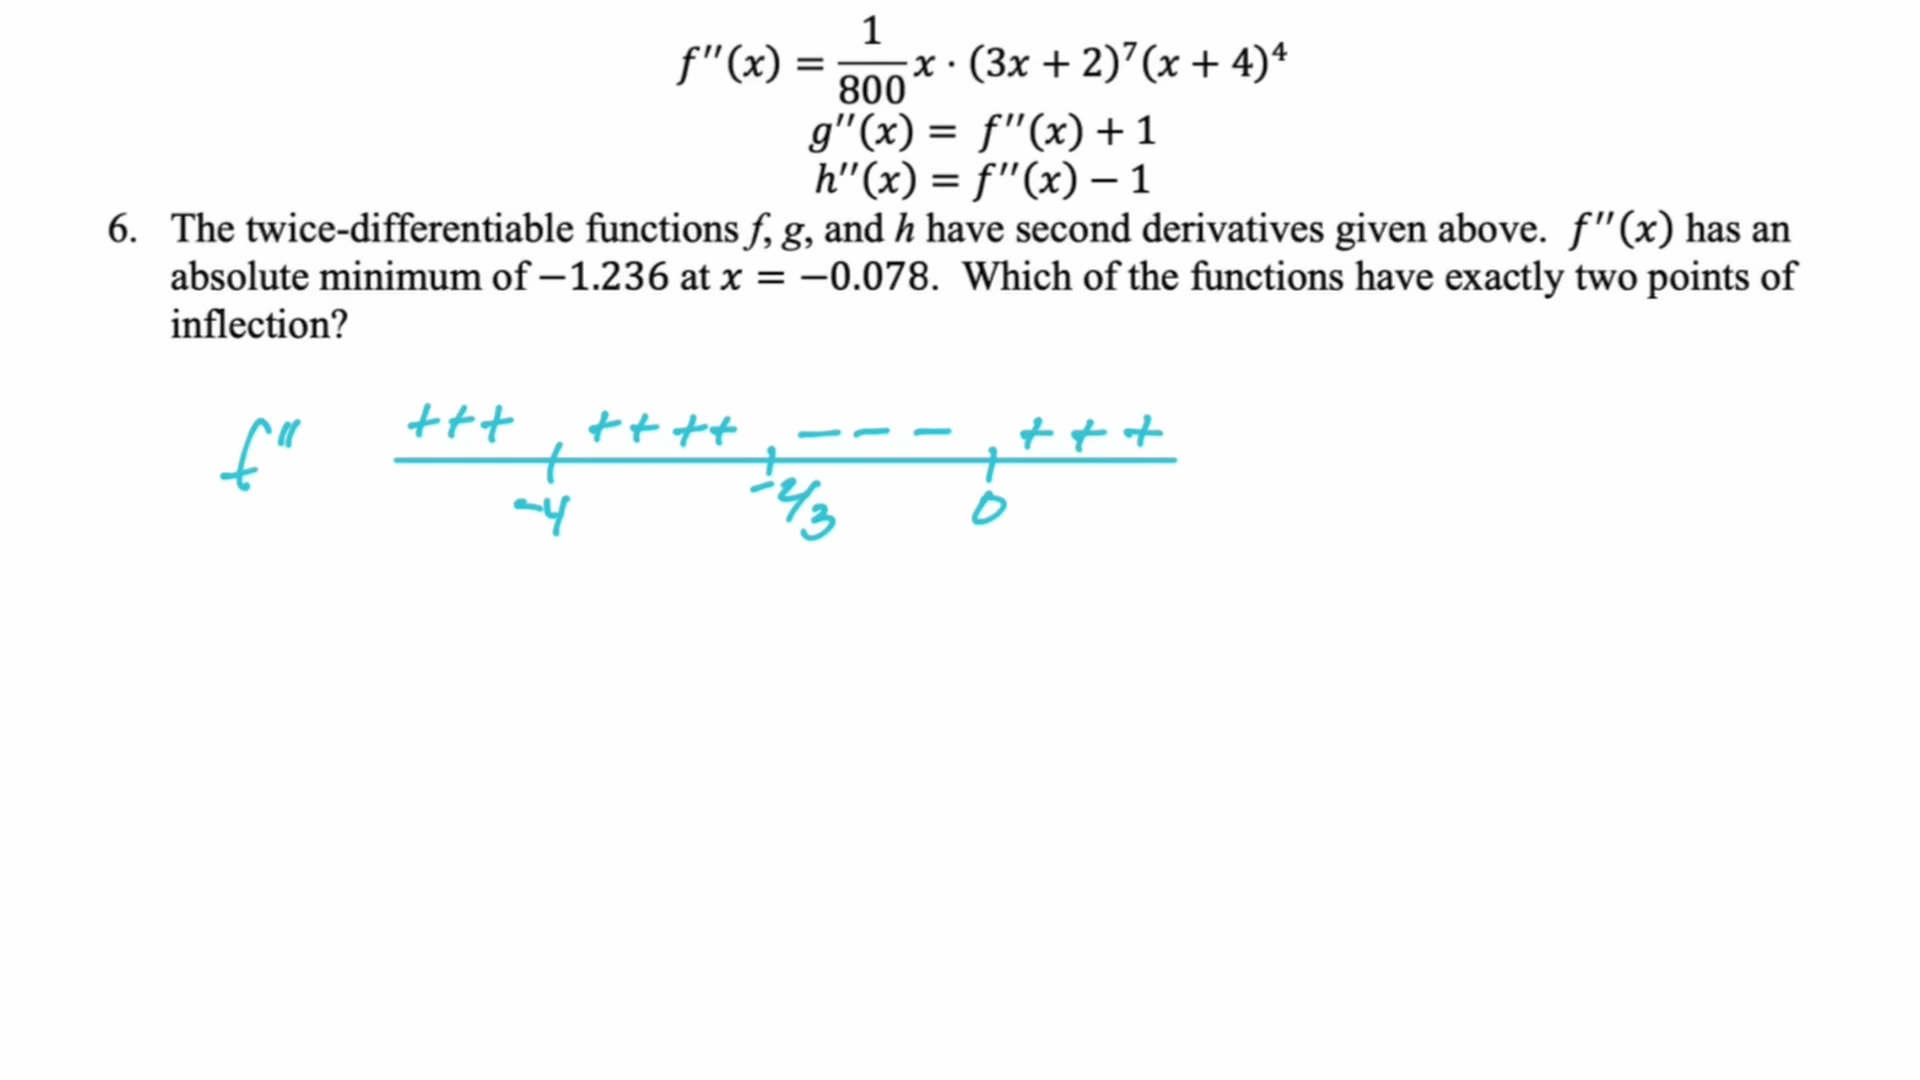 f''(x) = 1/800 x · (3x + 2)⁷(x + 4)⁴
g''(x) = f''(x) + 1
h''(x) = f''(x) − 1
6. The twice-differentiable functions f, g, and h have second derivatives given above. f''(x) has an
absolute minimum of −1.236 at x = −0.078. Which of the functions have exactly two points of
inflection?
f'' +++ ++++ --- +++
-4 -2/3 0